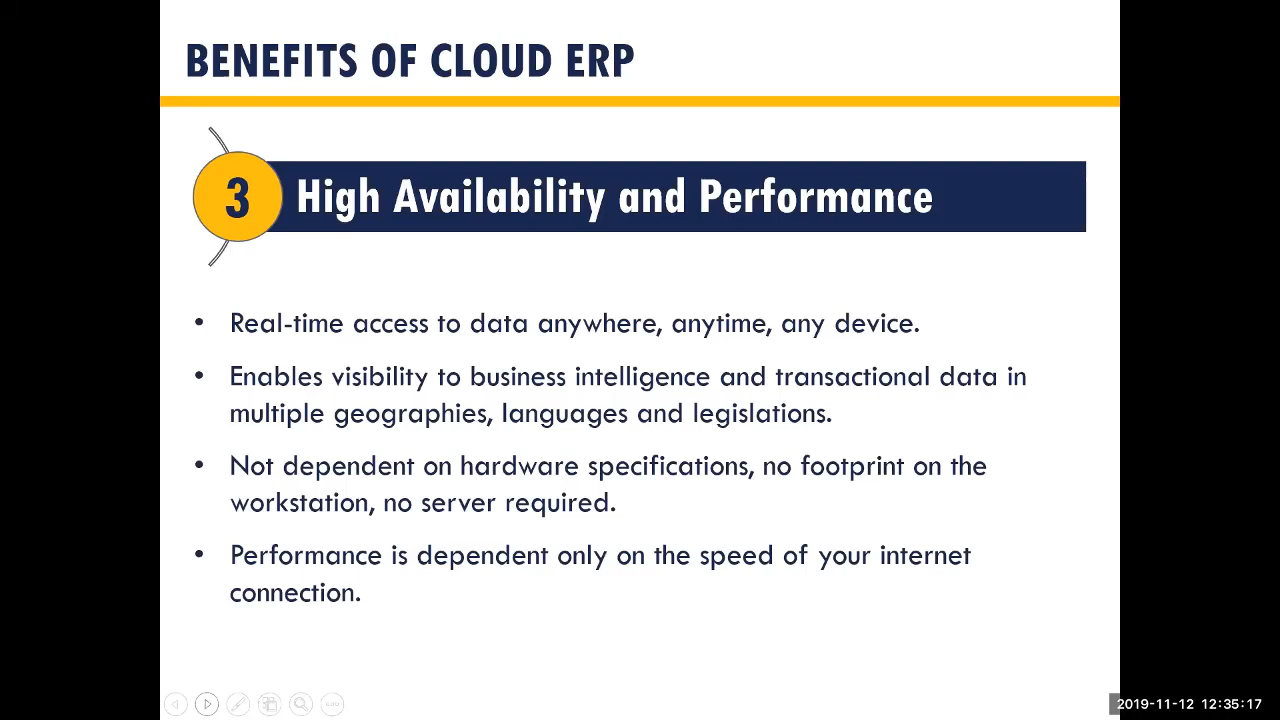 BENEFITS OF CLOUD ERP
3
High Availability and Performance
• Real-time access to data anywhere, anytime, any device.
• Enables visibility to business intelligence and transactional data in
multiple geographies, languages and legislations.
• Not dependent on hardware specifications, no footprint on the
workstation, no server required.
• Performance is dependent only on the speed of your internet
connection.
2019-11-12 12:35:17